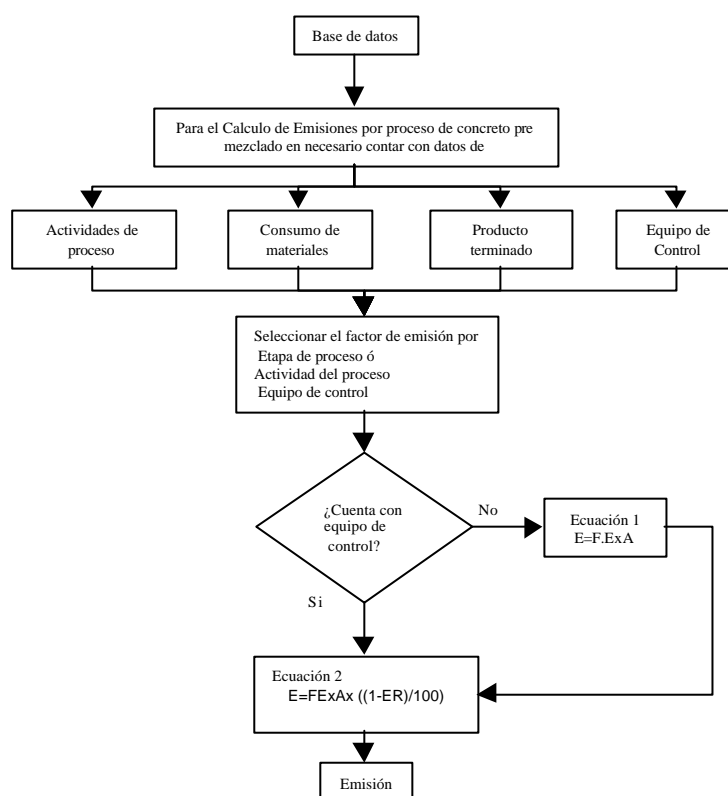 Base de datos
Para el Calculo de Emisiones por proceso de concreto pre
mezclado en necesario contar con datos de
Actividades de
proceso
Consumo de
materiales
Producto
terminado
Equipo de
Control
Seleccionar el factor de emisión por
Etapa de proceso ó
Actividad del proceso
Equipo de control
¿Cuenta con
equipo de
control?
No
Ecuación 1
E=F.ExA
Si
Ecuación 2
E=FExAx ((1-ER)/100)
Emisión